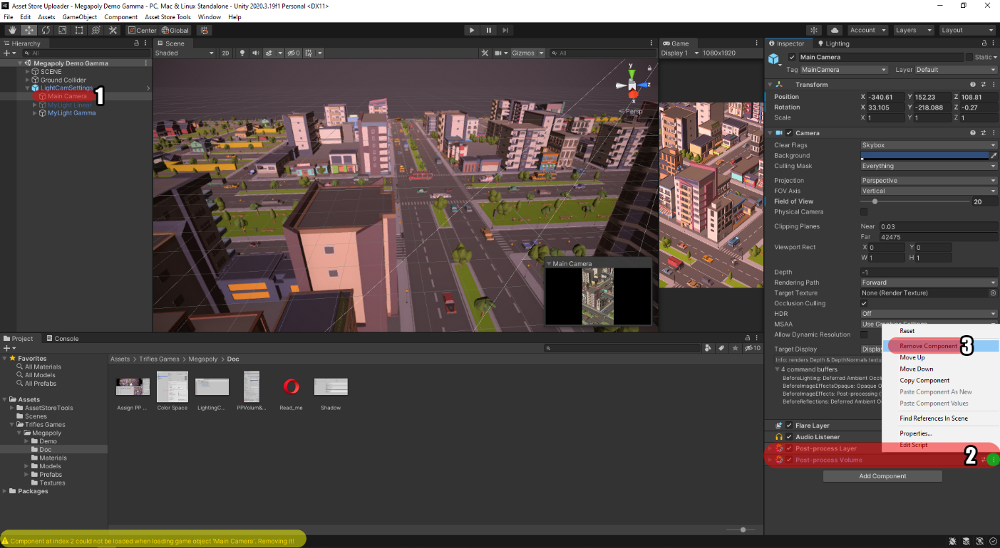 Asset Store Uploader - Megapoly Demo Gamma - PC, Mac & Linux Standalone - Unity 2020.3.19f1 Personal <DX11>
File Edit Assets GameObject Component Asset Store Tools Window Help
Center Global
Account Layers Layout
Hierarchy
All
Megapoly Demo Gamma
SCENE
Ground Collider
LightCamSettings
Main Camera 1
MyLight Linear
MyLight Gamma
Scene
Shaded 2D 0 Gizmos All
y
z
x
Persp
Main Camera
Game
Display 1 1080x1920
Inspector Lighting
Main Camera Static
Tag MainCamera Layer Default
Transform
Position X -340.61 Y 152.23 Z 108.81
Rotation X 33.105 Y -218.088 Z -0.27
Scale X 1 Y 1 Z 1
Camera
Clear Flags Skybox
Background
Culling Mask Everything
Projection Perspective
FOV Axis Vertical
Field of View 20
Physical Camera
Clipping Planes Near 0.03
Far 42475
Viewport Rect X 0 Y 0
W 1 H 1
Depth -1
Rendering Path Forward
Target Texture None (Render Texture)
Occlusion Culling
HDR Off
MSAA Use Graphics Settings
Allow Dynamic Resolution
Target Display Display
Info: renders Depth & DepthNormals textu
4 command buffers
BeforeLighting: Deferred Ambient Occ
BeforeImageEffectsOpaque: Opaque O
BeforeImageEffects: Post-processing (
BeforeReflections: Deferred Ambient Oc
Reset
Remove Component 3
Move Up
Move Down
Copy Component
Paste Component As New
Paste Component Values
Find References In Scene
Properties...
Edit Script
Flare Layer
Audio Listener
Post-process Layer
Post-process Volume 2
Add Component
Project Console
10
Favorites
All Materials
All Models
All Prefabs
Assets
AssetStoreTools
Scenes
Trifles Games
Megapoly
Demo
Doc
Materials
Models
Prefabs
Textures
Packages
Assets > Trifles Games > Megapoly > Doc
Assign PP ... Color Space LightingC... PPVolum&... Read_me Shadow
Component at index 2 could not be loaded when loading game object 'Main Camera'. Removing it!